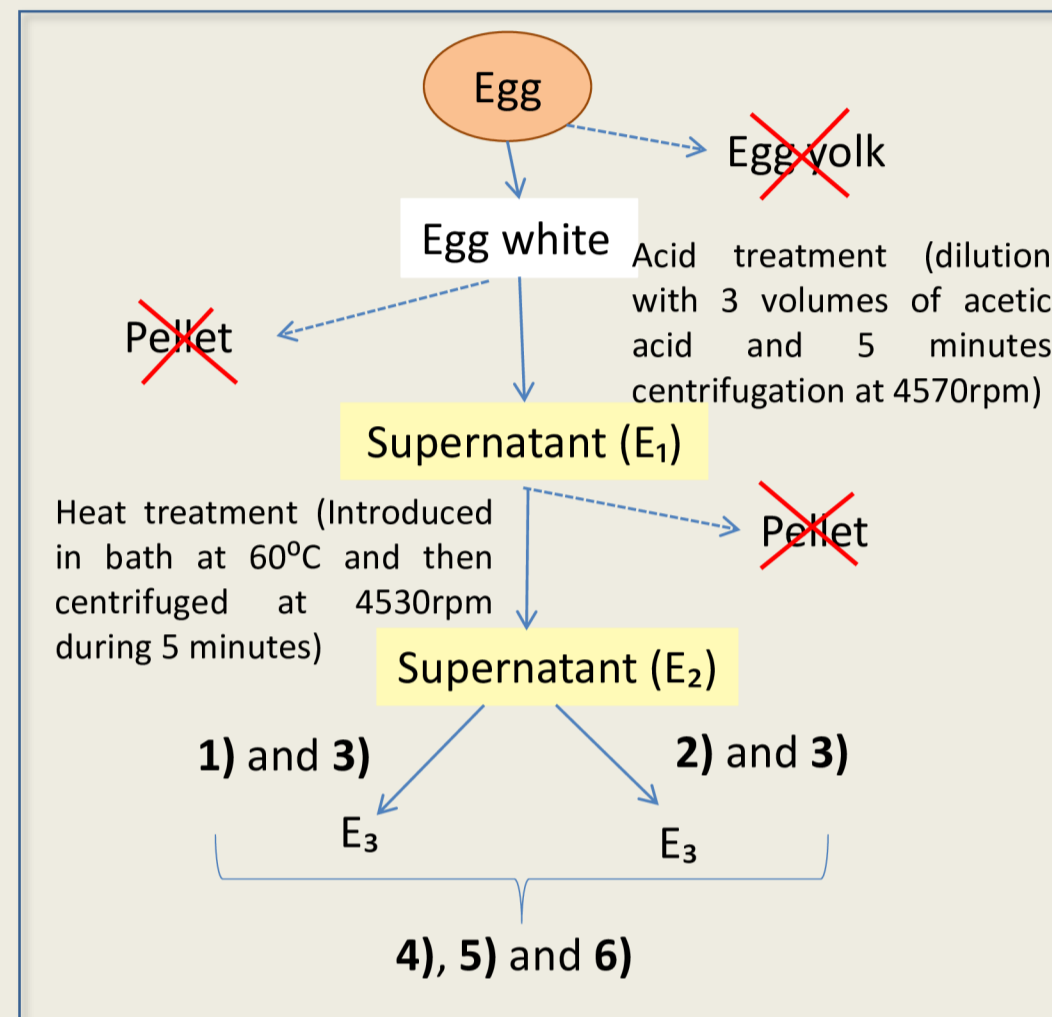 Egg
Egg yolk
Egg white
Acid treatment (dilution
with 3 volumes of acetic
acid and 5 minutes
centrifugation at 4570rpm)
Pellet
Supernatant (E₁)
Heat treatment (Introduced
in bath at 60⁰C and then
centrifuged at 4530rpm
during 5 minutes)
Pellet
Supernatant (E₂)
1) and 3)
2) and 3)
E₃
E₃
4), 5) and 6)